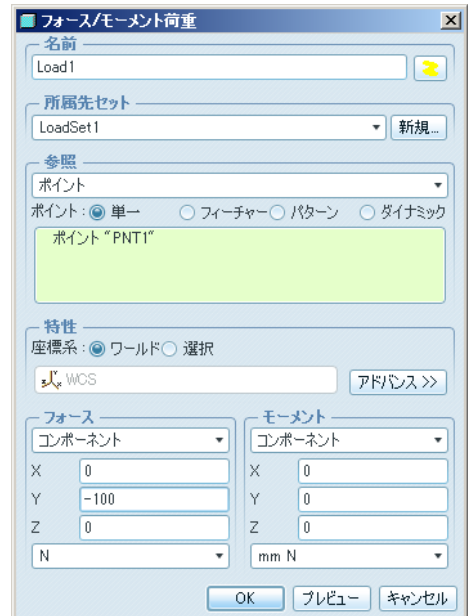 フォース/モーメント荷重
名前
Load1
所属先セット
LoadSet1 新規...
参照
ポイント
ポイント : 単一 フィーチャー パターン ダイナミック
ポイント "PNT1"
特性
座標系 : ワールド 選択
WCS アドバンス >>
フォース モーメント
コンポーネント コンポーネント
X 0 X 0
Y -100 Y 0
Z 0 Z 0
N mm N
OK プレビュー キャンセル